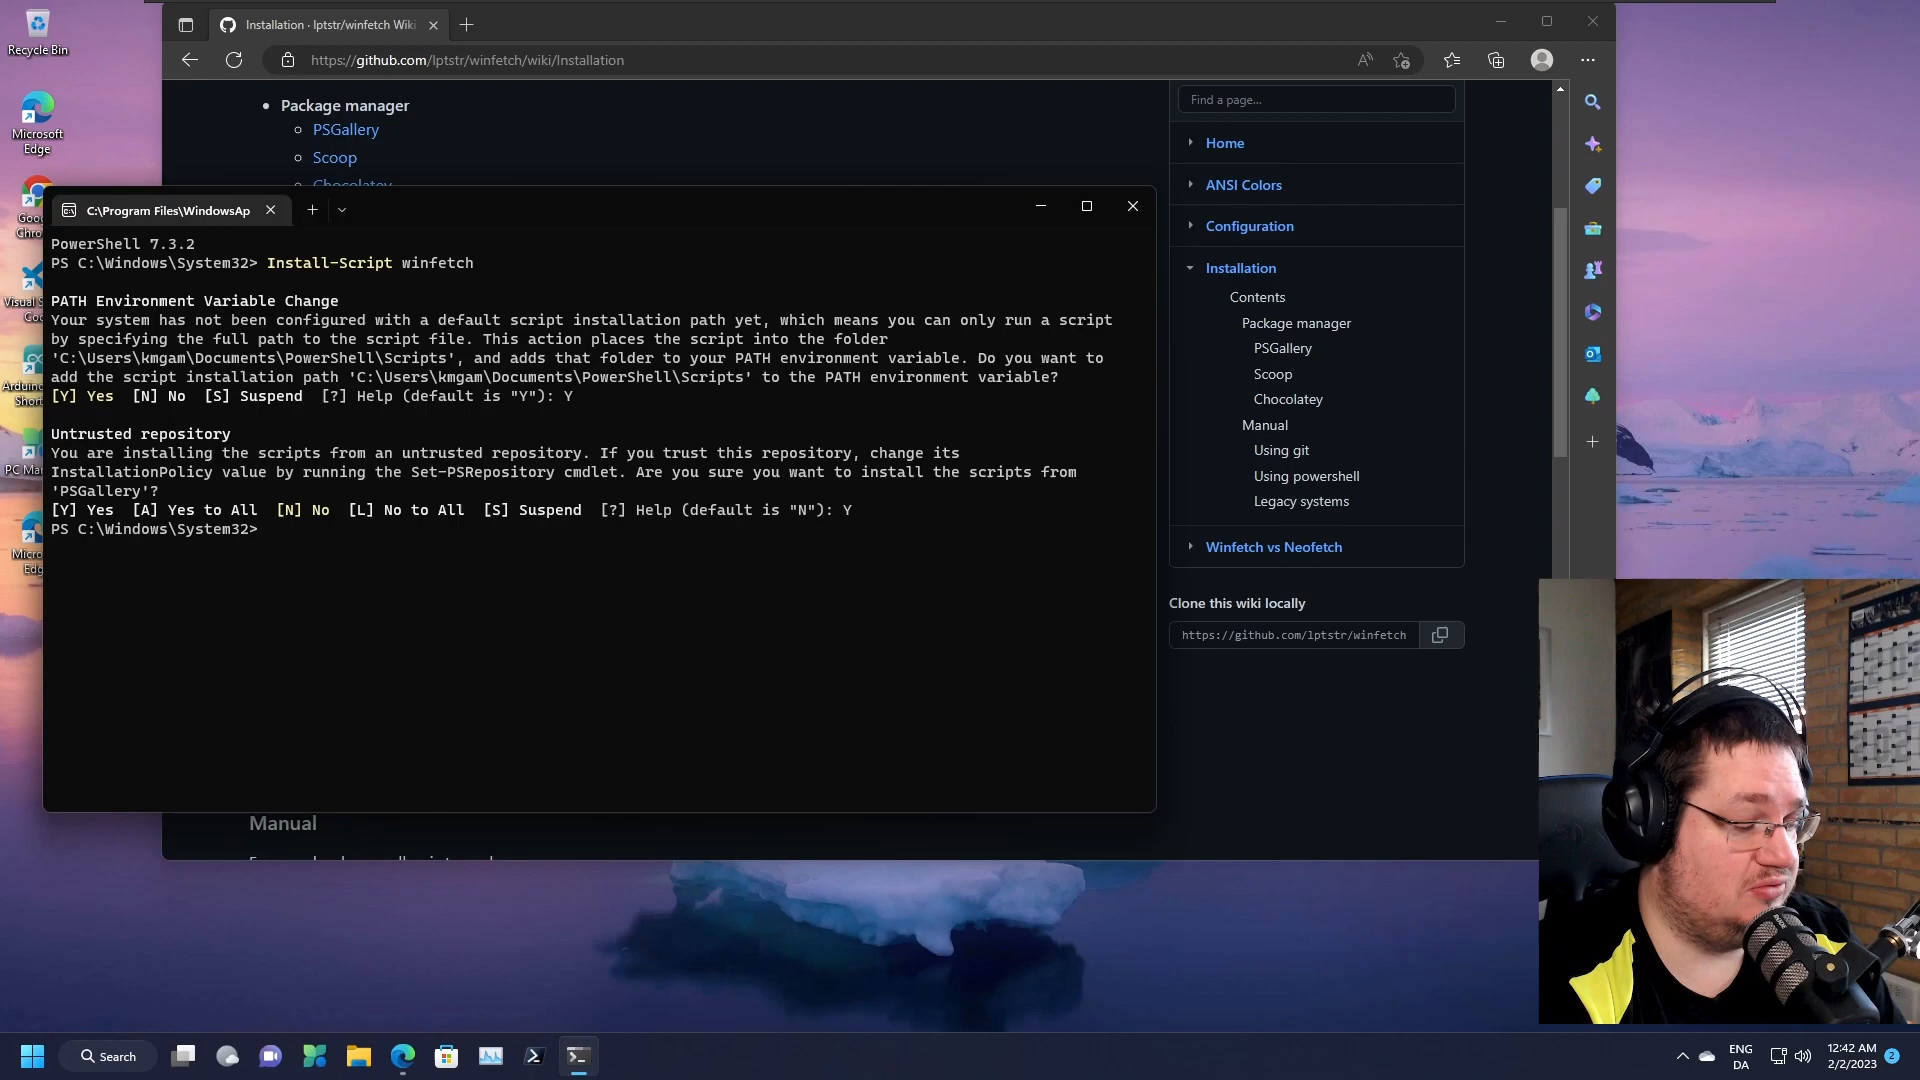 Recycle Bin
Microsoft
Edge
Installation · lptstr/winfetch Wiki
https://github.com/lptstr/winfetch/wiki/Installation
Package manager
PSGallery
Scoop
Chocolatey
C:\Program Files\WindowsAp
PowerShell 7.3.2
PS C:\Windows\System32> Install-Script winfetch
PATH Environment Variable Change
Your system has not been configured with a default script installation path yet, which means you can only run a script
by specifying the full path to the script file. This action places the script into the folder
'C:\Users\kmgam\Documents\PowerShell\Scripts', and adds that folder to your PATH environment variable. Do you want to
add the script installation path 'C:\Users\kmgam\Documents\PowerShell\Scripts' to the PATH environment variable?
[Y] Yes  [N] No  [S] Suspend  [?] Help (default is "Y"): Y
Untrusted repository
You are installing the scripts from an untrusted repository. If you trust this repository, change its
InstallationPolicy value by running the Set-PSRepository cmdlet. Are you sure you want to install the scripts from
'PSGallery'?
[Y] Yes  [A] Yes to All  [N] No  [L] No to All  [S] Suspend  [?] Help (default is "N"): Y
PS C:\Windows\System32>
Manual
Find a page...
Home
ANSI Colors
Configuration
Installation
Contents
Package manager
PSGallery
Scoop
Chocolatey
Manual
Using git
Using powershell
Legacy systems
Winfetch vs Neofetch
Clone this wiki locally
https://github.com/lptstr/winfetch
Search
ENG
DA
12:42 AM
2/2/2023
2